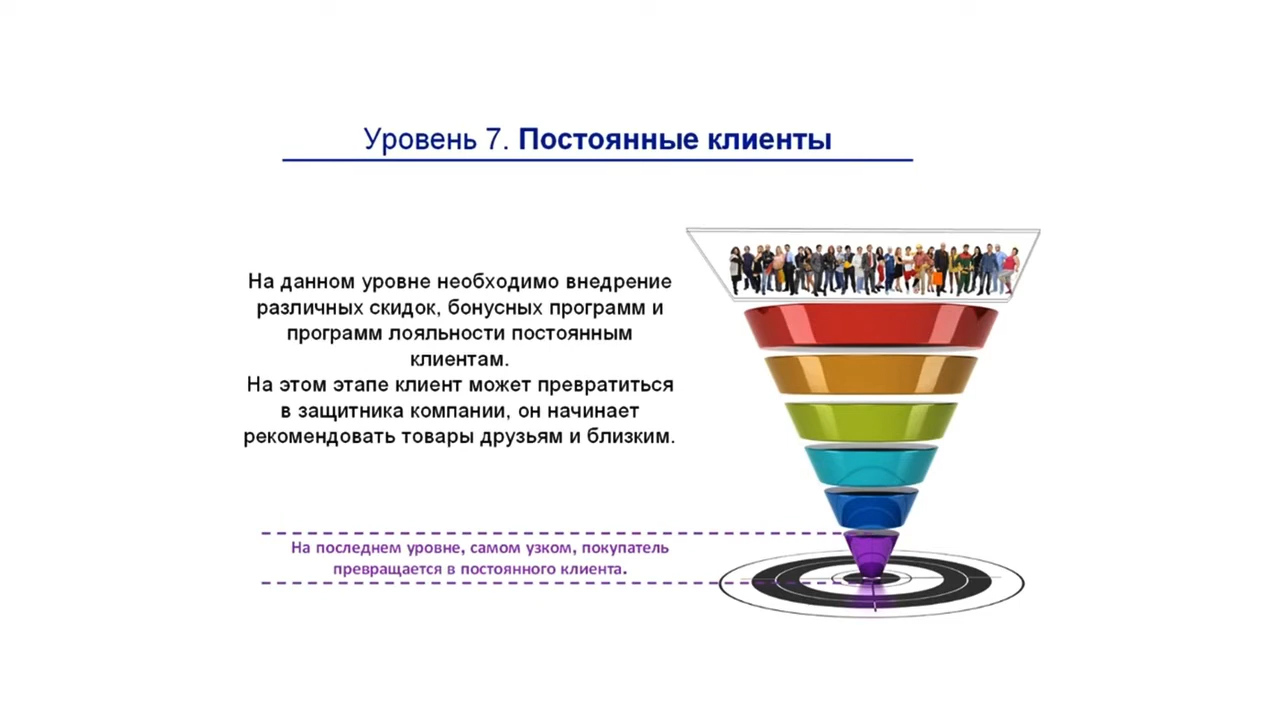 Уровень 7. Постоянные клиенты
На данном уровне необходимо внедрение
различных скидок, бонусных программ и
программ лояльности постоянным
клиентам.
На этом этапе клиент может превратиться
в защитника компании, он начинает
рекомендовать товары друзьям и близким.
На последнем уровне, самом узком, покупатель
превращается в постоянного клиента.